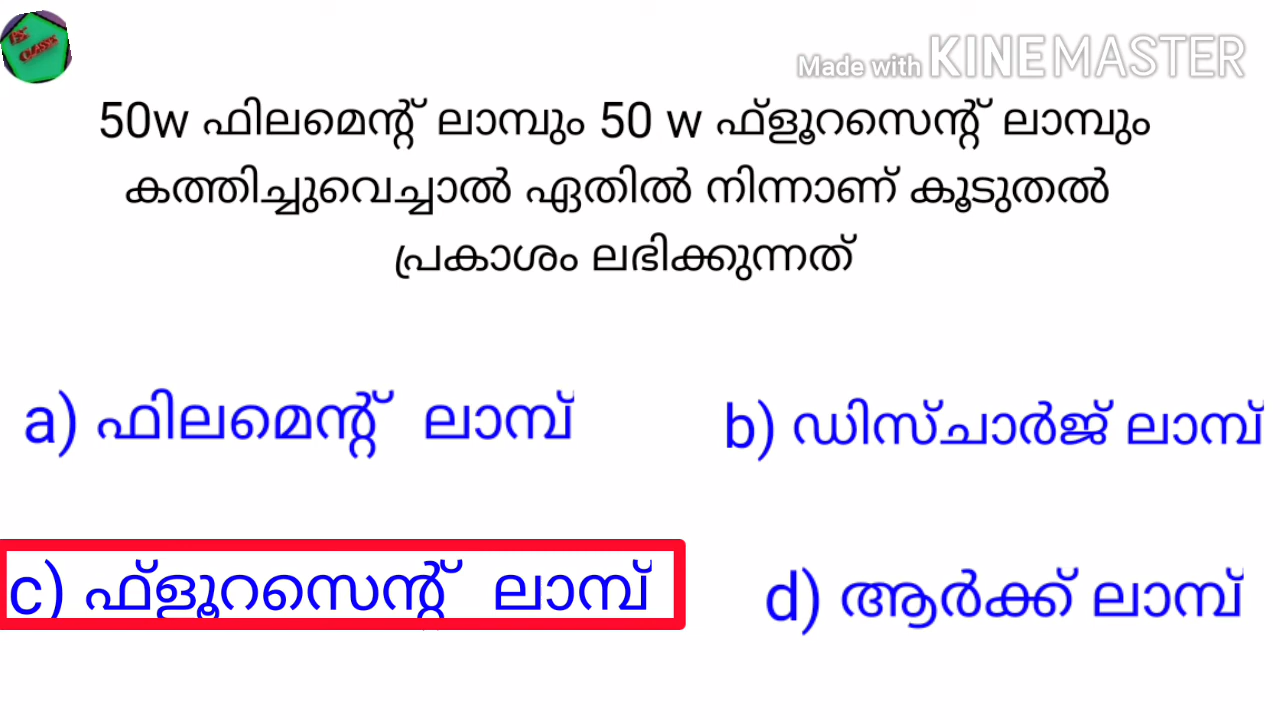 Made with KINEMASTER
50w ഫിലമെന്റ് ലാമ്പും 50 w ഫ്ളൂറസെന്റ് ലാമ്പും
കത്തിച്ചുവെച്ചാൽ ഏതിൽ നിന്നാണ് കൂടുതൽ
പ്രകാശം ലഭിക്കുന്നത്
a) ഫിലമെന്റ് ലാമ്പ്
b) ഡിസ്ചാർജ് ലാമ്പ്
c) ഫ്ളൂറസെന്റ് ലാമ്പ്
d) ആർക്ക് ലാമ്പ്